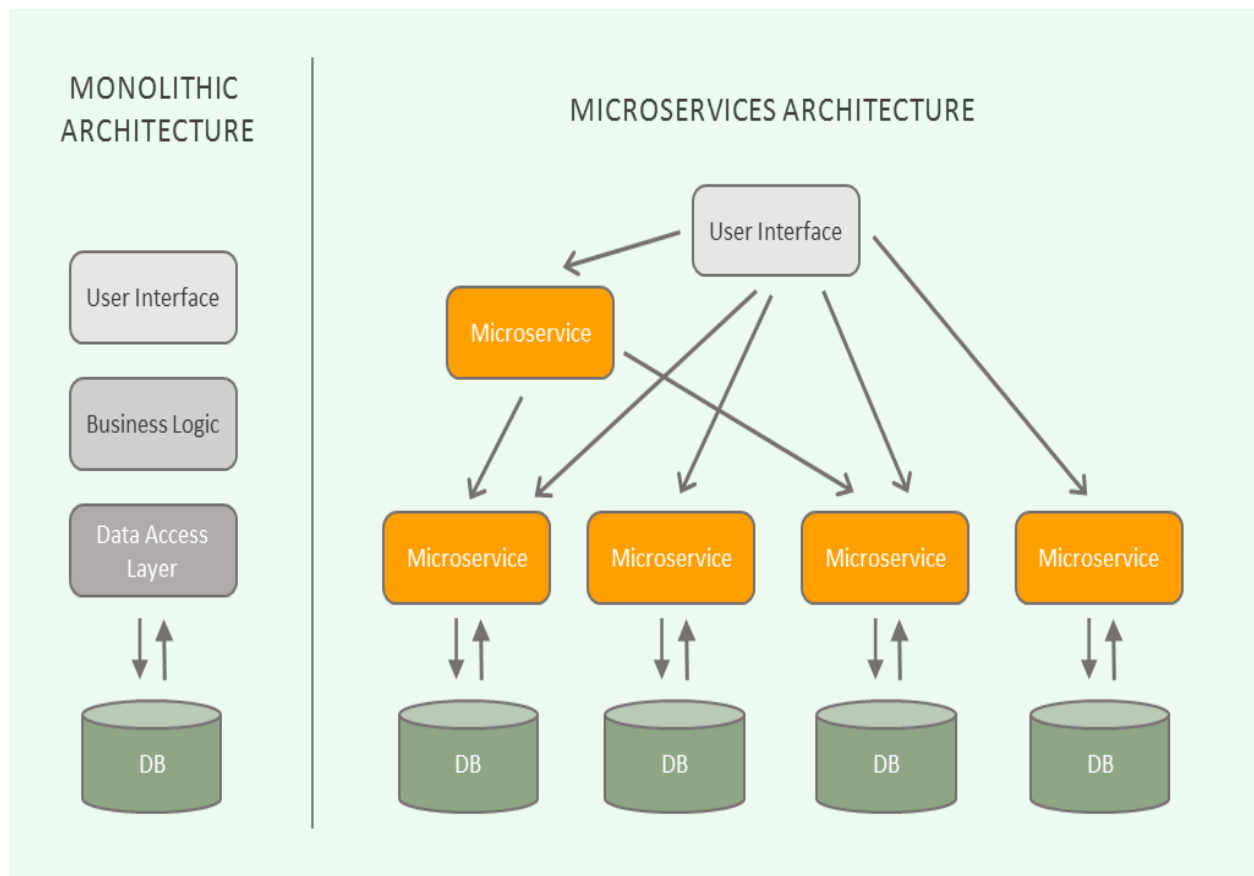 MONOLITHIC
ARCHITECTURE
User Interface
Business Logic
Data Access
Layer
DB
MICROSERVICES ARCHITECTURE
User Interface
Microservice
Microservice
Microservice
Microservice
Microservice
DB
DB
DB
DB